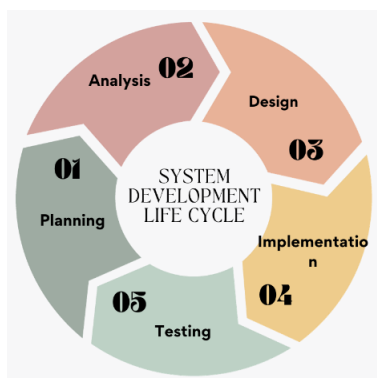 SYSTEM
DEVELOPMENT
LIFE CYCLE
01
Planning
02
Analysis
Design
03
Implementatio
n
04
05
Testing